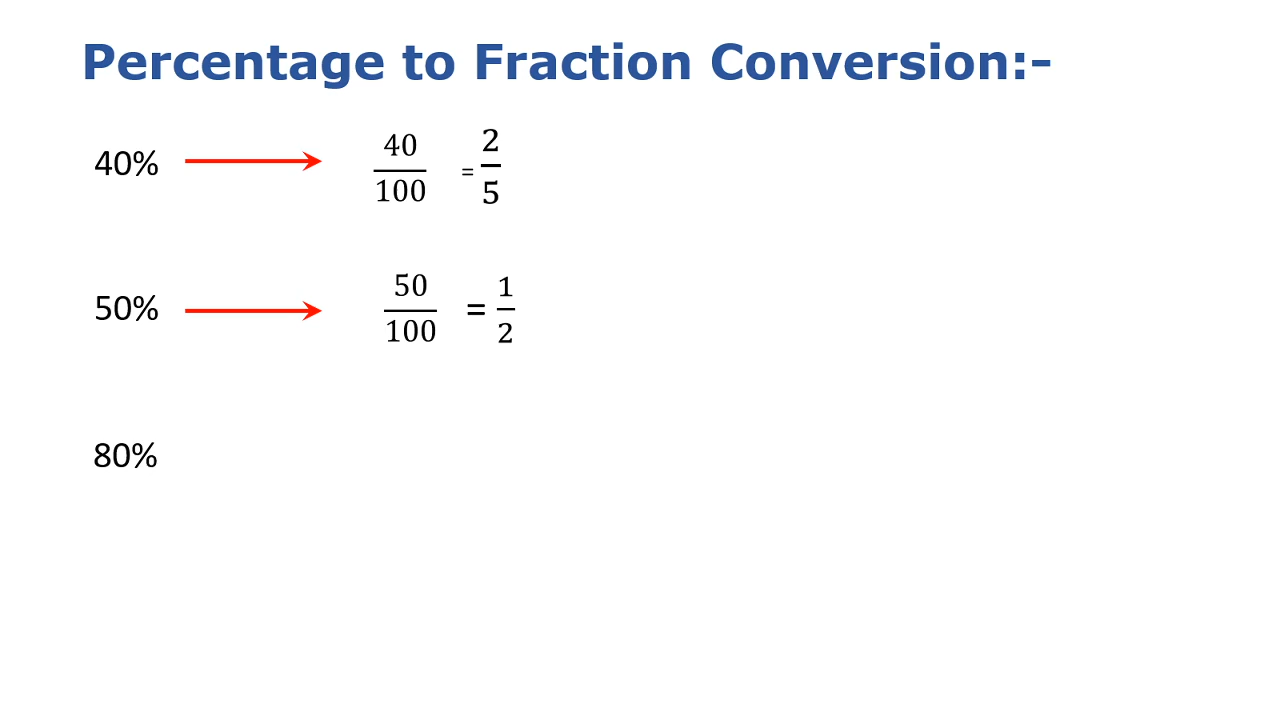 Percentage to Fraction Conversion:-
40% 40/100 = 2/5
50% 50/100 = 1/2
80%